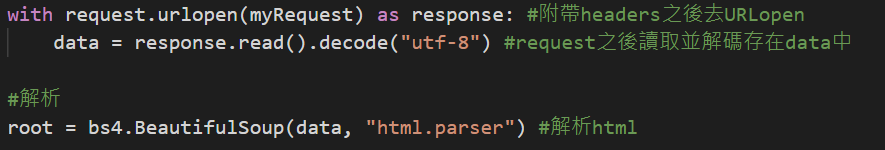 with request.urlopen(myRequest) as response: #附帶headers之後去URLopen
    data = response.read().decode("utf-8") #request之後讀取並解碼存在data中
#解析
root = bs4.BeautifulSoup(data, "html.parser") #解析html